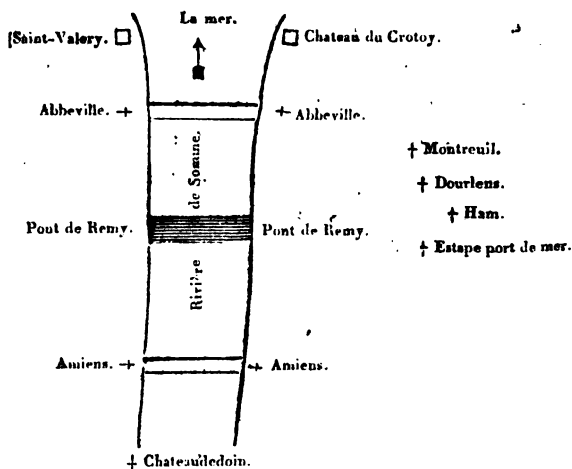 La mer.
[Saint-Valery.
Chateau du Crotoy.
Abbeville.
Abbeville.
Montreuil.
Dourlens.
Ham.
Estape port de mer.
Pont de Remy.
Pont de Remy.
Rivière de Somme.
Amiens.
Amiens.
Chateaudedoin.